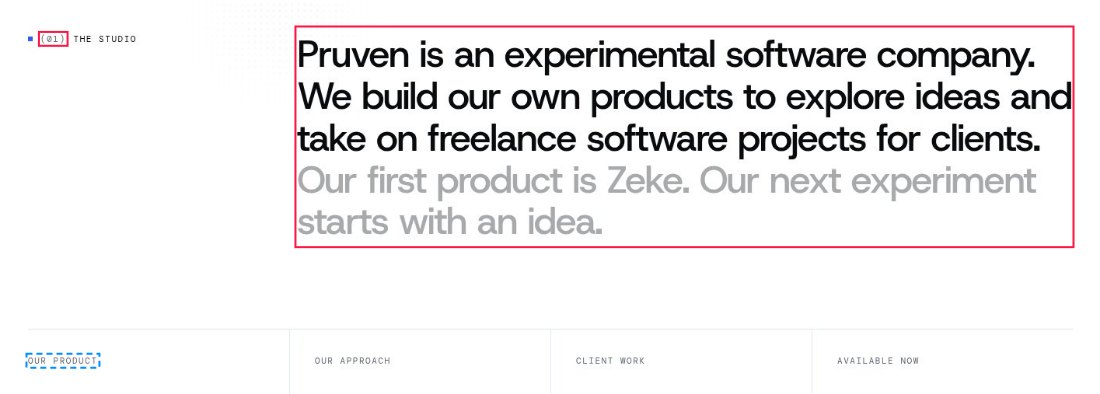 (01) THE STUDIO
Pruven is an experimental software company.
We build our own products to explore ideas and
take on freelance software projects for clients.
Our first product is Zeke. Our next experiment
starts with an idea.
OUR PRODUCT
OUR APPROACH
CLIENT WORK
AVAILABLE NOW